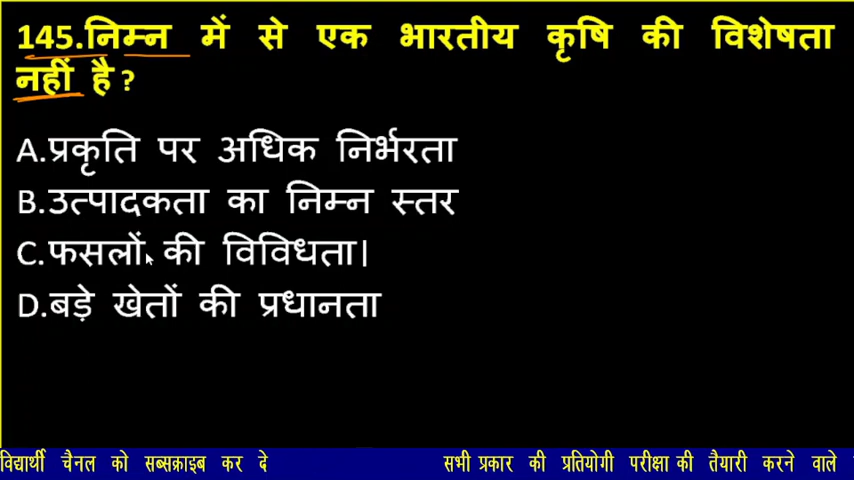 145.निम्न में से एक भारतीय कृषि की विशेषता
नहीं है?
A.प्रकृति पर अधिक निर्भरता
B.उत्पादकता का निम्न स्तर
C.फसलों की विविधता।
D.बड़े खेतों की प्रधानता
विद्यार्थी चैनल को सब्सक्राइब कर दे सभी प्रकार की प्रतियोगी परीक्षा की तैयारी करने वाले